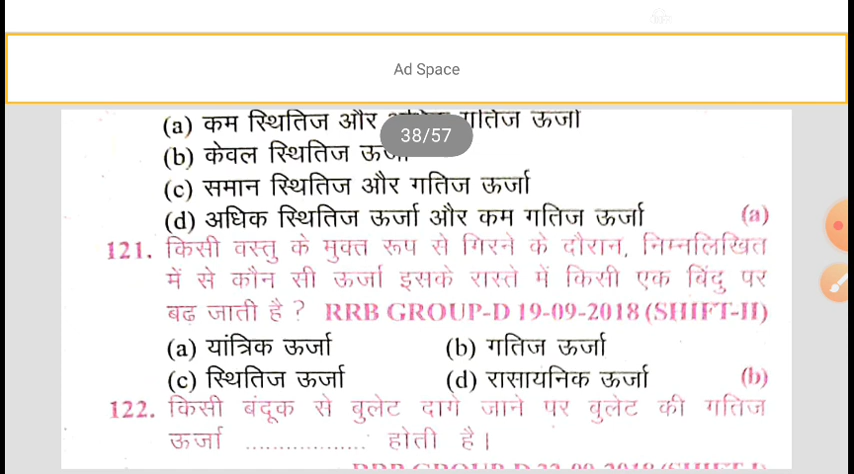 Ad Space
(a) कम स्थितिज और गतिज ऊर्जा
38/57
(b) केवल स्थितिज
(c) समान स्थितिज और गतिज ऊर्जा
(d) अधिक स्थितिज ऊर्जा और कम गतिज ऊर्जा (a)
121. किसी वस्तु के मुक्त रूप से गिरने के दौरान, निम्नलिखित
में से कौन सी ऊर्जा इसके रास्ते में किसी एक बिंदु पर
बढ़ जाती है ? RRB GROUP-D 19-09-2018 (SHIFT-II)
(a) यांत्रिक ऊर्जा (b) गतिज ऊर्जा
(c) स्थितिज ऊर्जा (d) रासायनिक ऊर्जा (b)
122. किसी बंदूक से बुलेट दागे जाने पर बुलेट की गतिज
ऊर्जा .................. होती है।